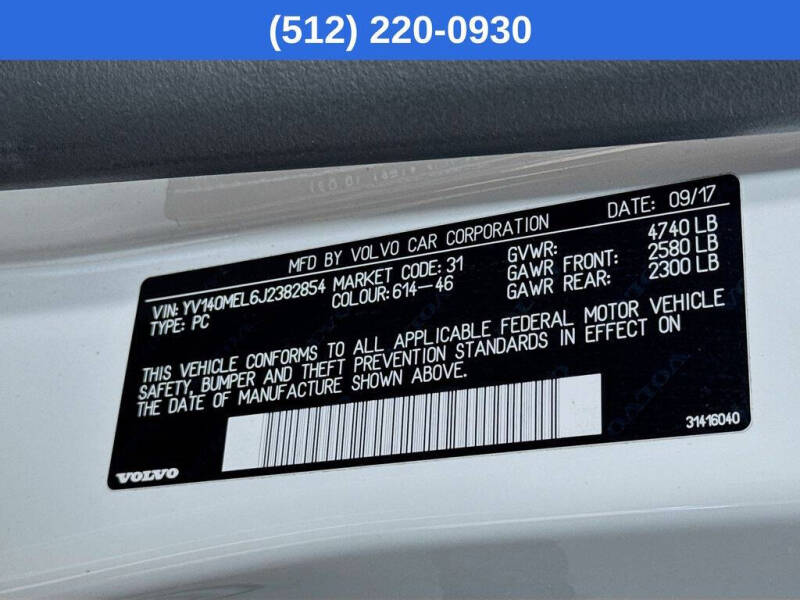 (512) 220-0930
MFD BY VOLVO CAR CORPORATION DATE: 09/17
VIN: YV140MEL6J2382854 MARKET CODE: 31 GVWR: 4740 LB
TYPE: PC COLOUR: 614-46 GAWR FRONT: 2580 LB
GAWR REAR: 2300 LB
THIS VEHICLE CONFORMS TO ALL APPLICABLE FEDERAL MOTOR VEHICLE
SAFETY, BUMPER AND THEFT PREVENTION STANDARDS IN EFFECT ON
THE DATE OF MANUFACTURE SHOWN ABOVE.
31416040
VOLVO